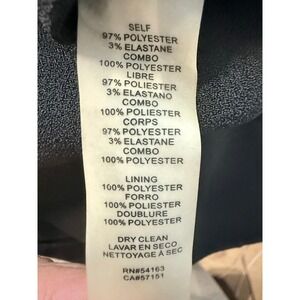 SELF
97% POLYESTER
3% ELASTANE
COMBO
100% POLYESTER
LIBRE
97% POLIESTER
3% ELASTANO
COMBO
100% POLIESTER
CORPS
97% POLYESTER
3% ELASTANE
COMBO
100% POLYESTER
LINING
100% POLYESTER
FORRO
100% POLIESTER
DOUBLURE
100% POLYESTER
DRY CLEAN
LAVAR EN SECO
NETTOYAGE À SEC
RN#54163
CA#57151